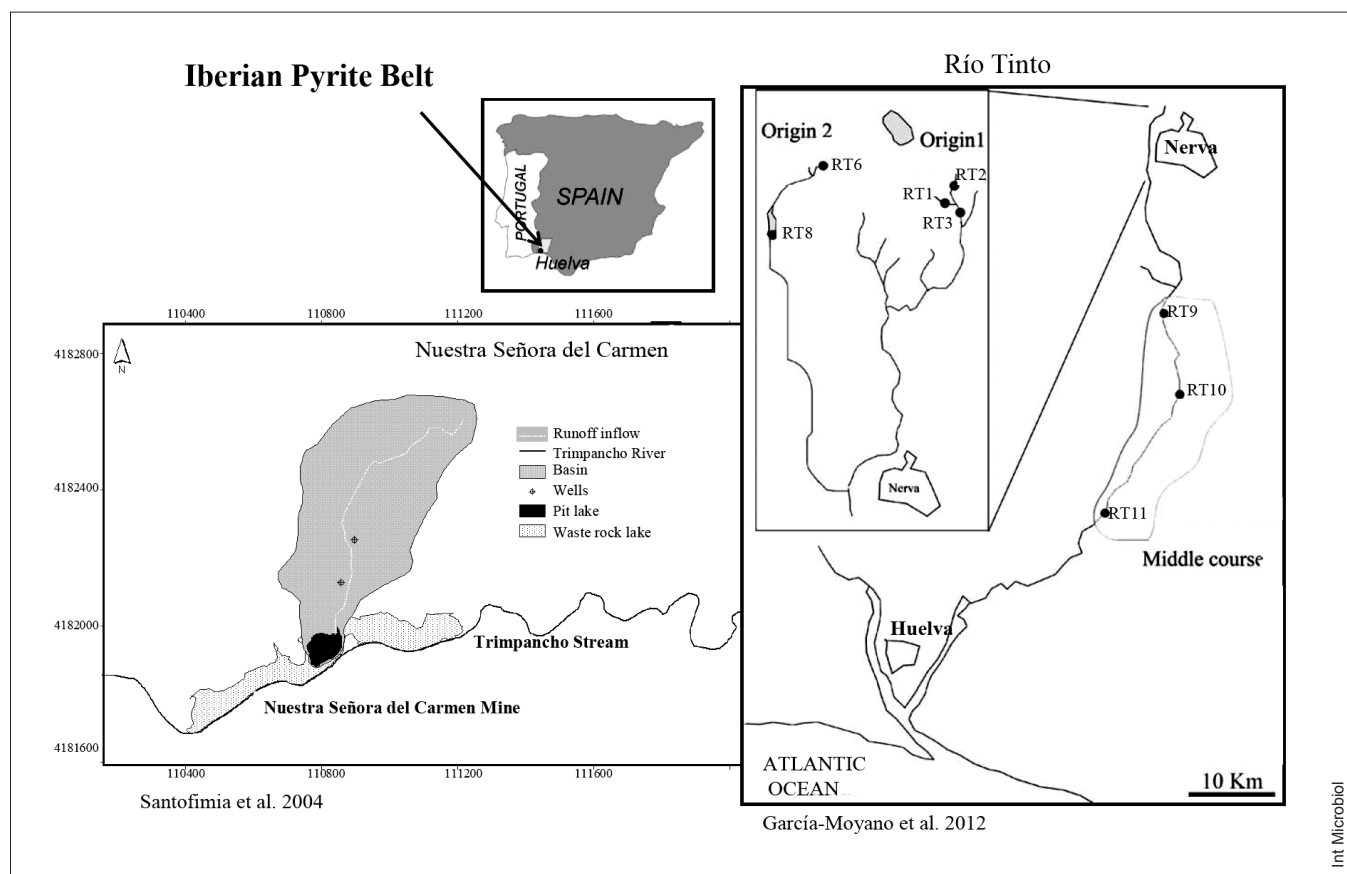 Iberian Pyrite Belt
PORTUGAL
SPAIN
Huelva
110400
110800
111200
111600
4182800
4182400
4182000
4181600
N
Nuestra Señora del Carmen
Runoff inflow
Trimpancho River
Basin
Wells
Pit lake
Waste rock lake
Trimpancho Stream
Nuestra Señora del Carmen Mine
110400
110800
111200
111600
Santofimia et al. 2004
Río Tinto
Origin 2
Origin1
RT6
RT2
RT1
RT3
RT8
Nerva
Nerva
RT9
RT10
RT11
Middle course
Huelva
ATLANTIC
OCEAN
10 Km
García-Moyano et al. 2012
Int Microbiol